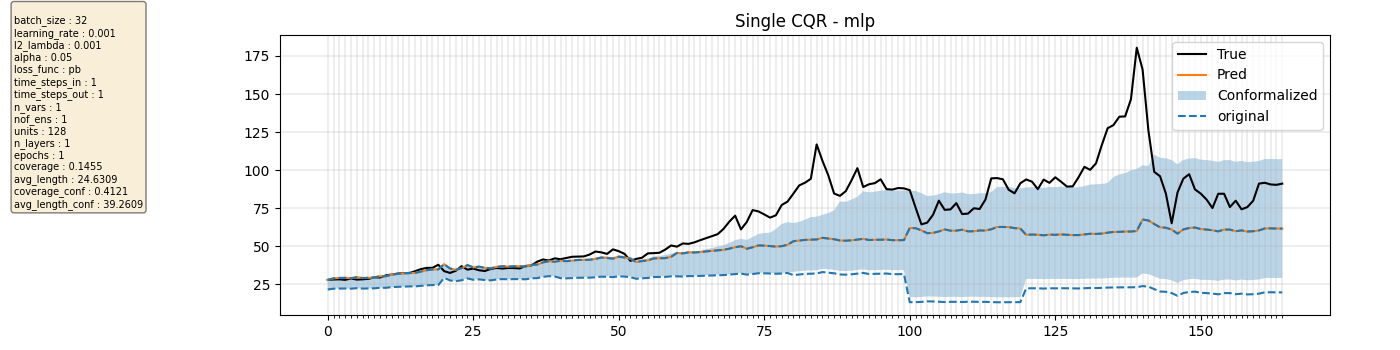 batch_size : 32
learning_rate : 0.001
l2_lambda : 0.001
alpha : 0.05
loss_func : pb
time_steps_in : 1
time_steps_out : 1
n_vars : 1
nof_ens : 1
units : 128
n_layers : 1
epochs : 1
coverage : 0.1455
avg_length : 24.6309
coverage_conf : 0.4121
avg_length_conf : 39.2609
Single CQR - mlp
175
150
125
100
75
50
25
0 25 50 75 100 125 150
True
Pred
Conformalized
original